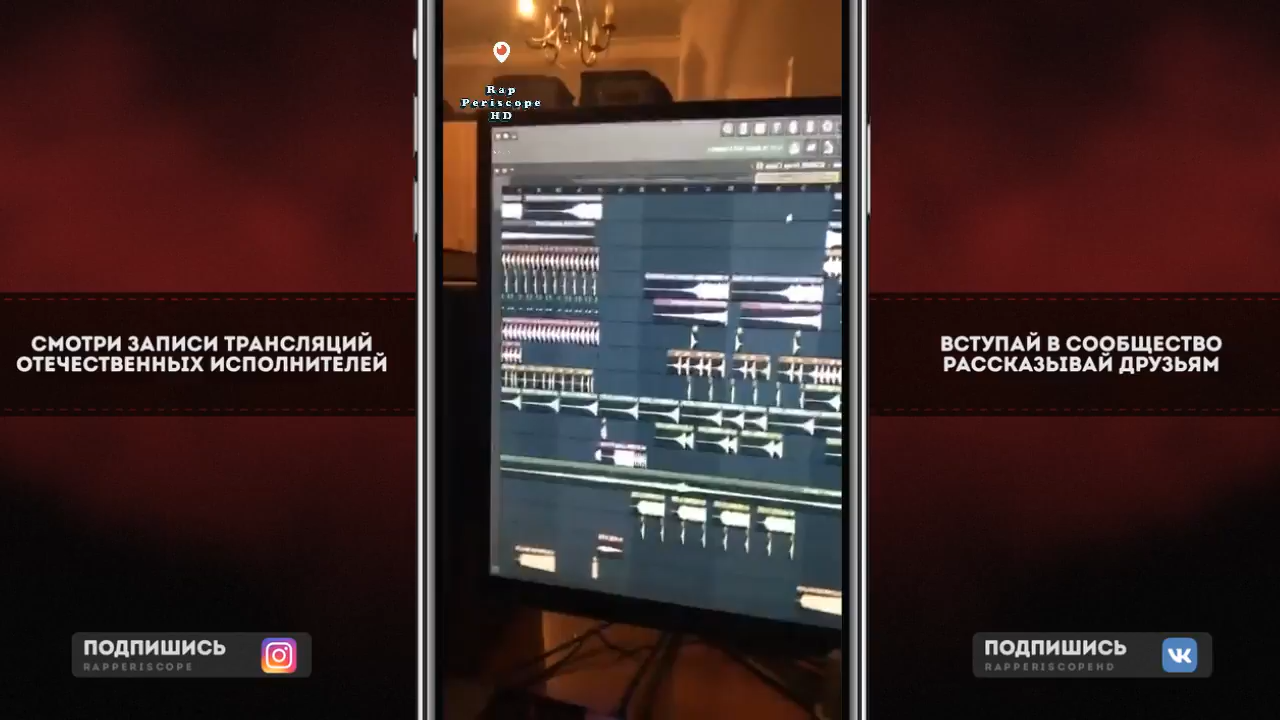 Rap
Periscope
HD
СМОТРИ ЗАПИСИ ТРАНСЛЯЦИЙ
ОТЕЧЕСТВЕННЫХ ИСПОЛНИТЕЛЕЙ
ВСТУПАЙ В СООБЩЕСТВО
РАССКАЗЫВАЙ ДРУЗЬЯМ
ПОДПИШИСЬ
RAPPERISCOPE
ПОДПИШИСЬ
RAPPERISCOPEHD